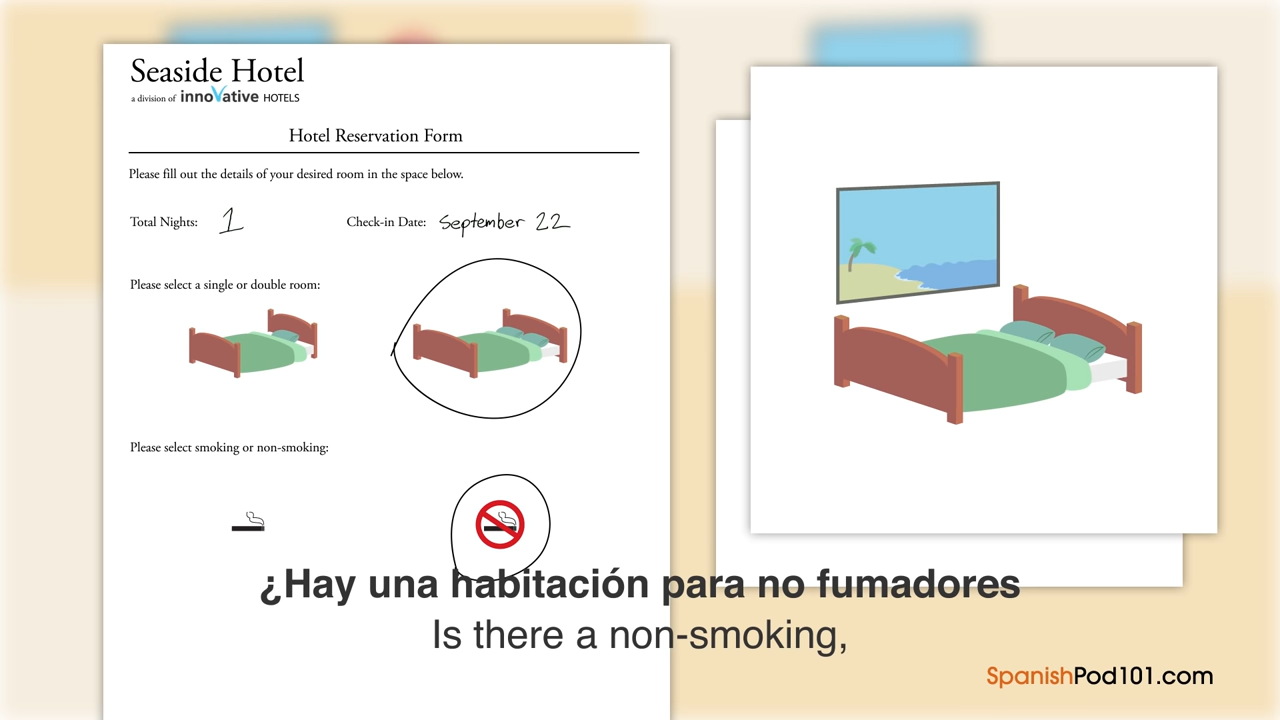 Seaside Hotel
a division of innovative HOTELS
Hotel Reservation Form
Please fill out the details of your desired room in the space below.
Total Nights: 1 Check-in Date: September 22
Please select a single or double room:
Please select smoking or non-smoking:
¿Hay una habitación para no fumadores
Is there a non-smoking,
SpanishPod101.com